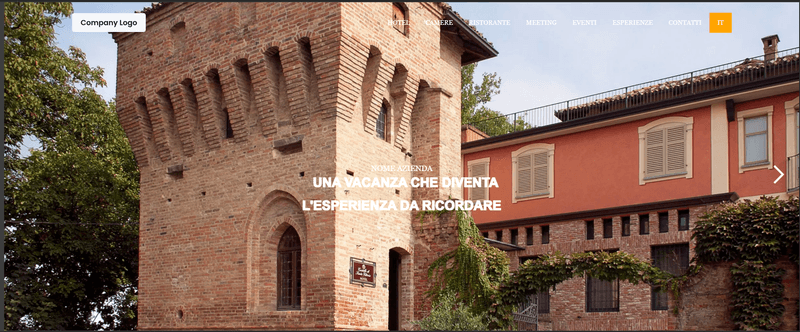 Company Logo
HOTEL CAMERE RISTORANTE MEETING EVENTI ESPERIENZE CONTATTI IT
NOME AZIENDA
UNA VACANZA CHE DIVENTA
L'ESPERIENZA DA RICORDARE